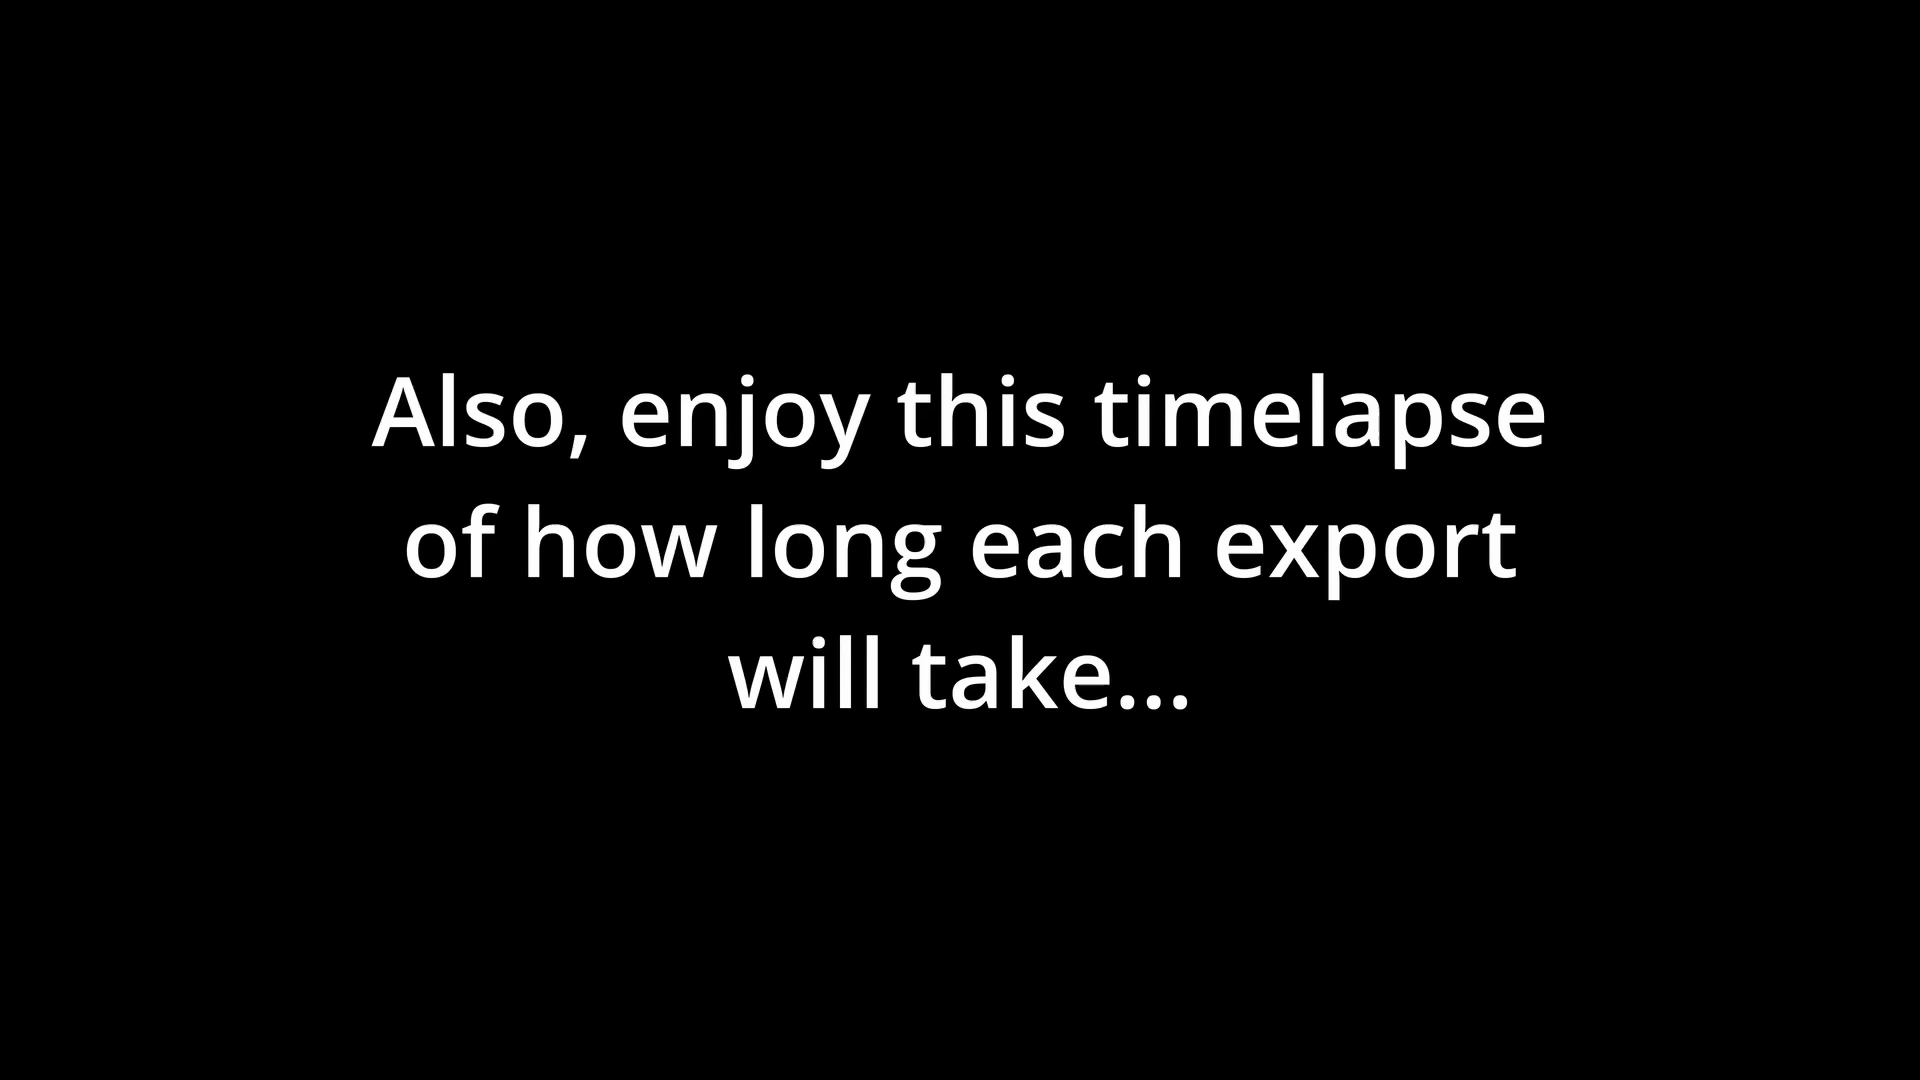 Also, enjoy this timelapse
of how long each export
will take...